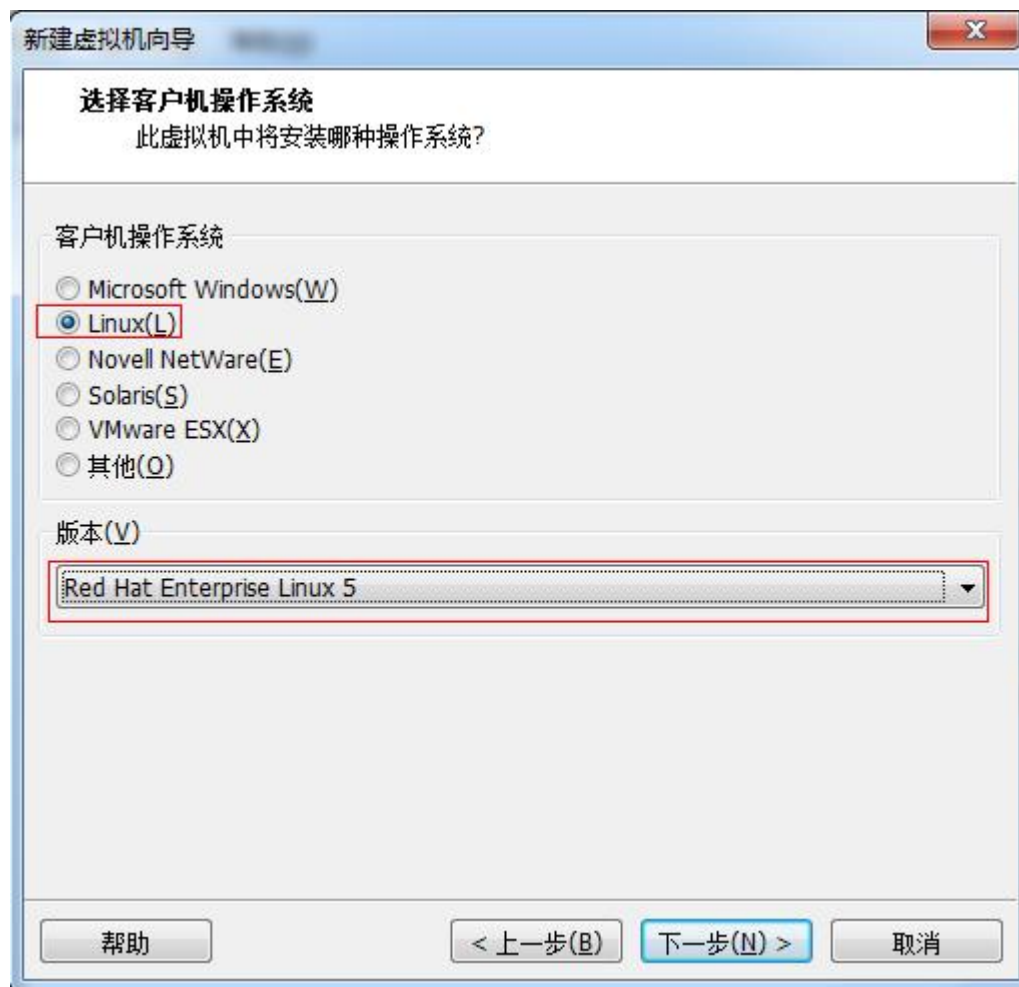 新建虚拟机向导
选择客户机操作系统
此虚拟机中将安装哪种操作系统?
客户机操作系统
Microsoft Windows(W)
Linux(L)
Novell NetWare(E)
Solaris(S)
VMware ESX(X)
其他(O)
版本(V)
Red Hat Enterprise Linux 5
帮助
< 上一步(B)
下一步(N) >
取消